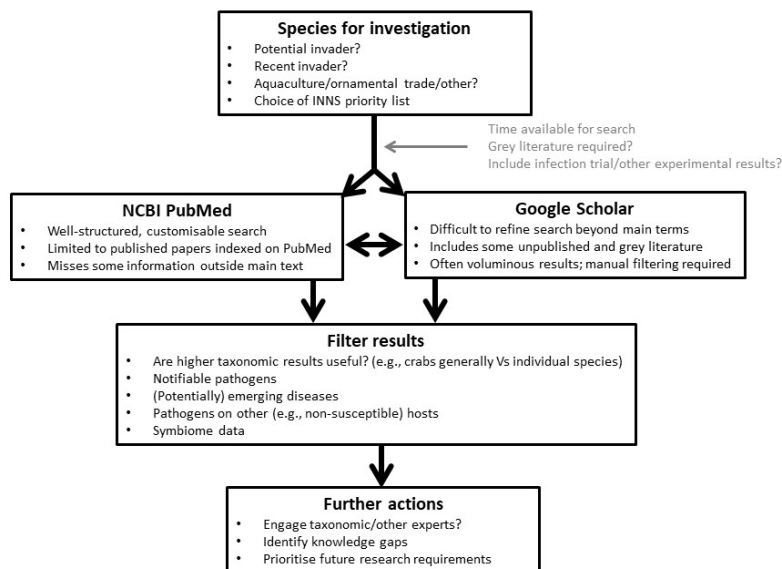 Species for investigation
• Potential invader?
• Recent invader?
• Aquaculture/ornamental trade/other?
• Choice of INNS priority list
Time available for search
Grey literature required?
Include infection trial/other experimental results?
NCBI PubMed
• Well-structured, customisable search
• Limited to published papers indexed on PubMed
• Misses some information outside main text
Google Scholar
• Difficult to refine search beyond main terms
• Includes some unpublished and grey literature
• Often voluminous results; manual filtering required
Filter results
• Are higher taxonomic results useful? (e.g., crabs generally Vs individual species)
• Notifiable pathogens
• (Potentially) emerging diseases
• Pathogens on other (e.g., non-susceptible) hosts
• Symbiome data
Further actions
• Engage taxonomic/other experts?
• Identify knowledge gaps
• Prioritise future research requirements